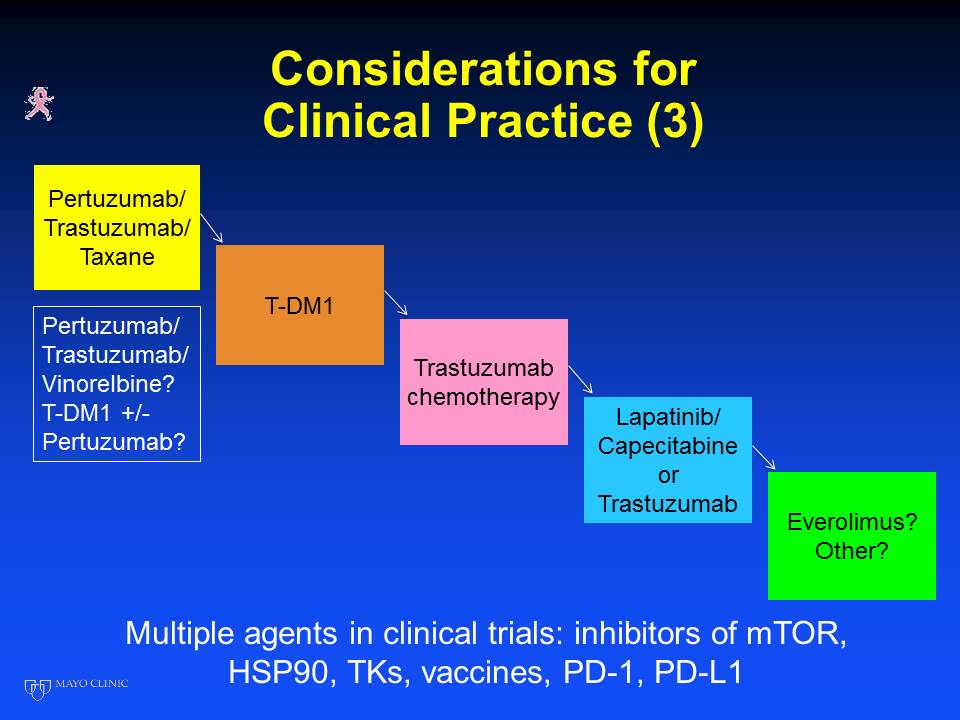 Considerations for
Clinical Practice (3)
Pertuzumab/
Trastuzumab/
Taxane
Pertuzumab/
Trastuzumab/
Vinorelbine?
T-DM1 +/-
Pertuzumab?
T-DM1
Trastuzumab
chemotherapy
Lapatinib/
Capecitabine
or
Trastuzumab
Everolimus?
Other?
Multiple agents in clinical trials: inhibitors of mTOR,
HSP90, TKs, vaccines, PD-1, PD-L1
MAYO CLINIC